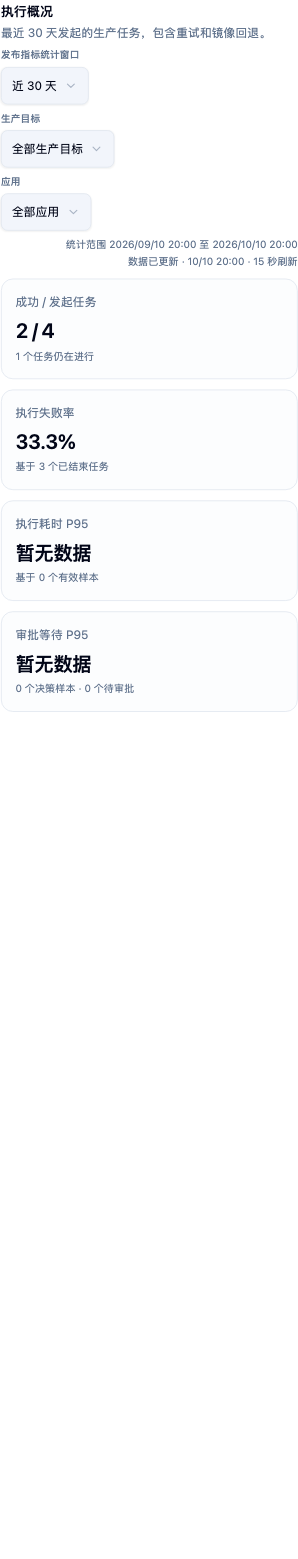 执行概况
最近 30 天发起的生产任务，包含重试和镜像回退。
发布指标统计窗口
近 30 天
生产目标
全部生产目标
应用
全部应用
统计范围 2026/09/10 20:00 至 2026/10/10 20:00
数据已更新 · 10/10 20:00 · 15 秒刷新
成功 / 发起任务
2 / 4
1 个任务仍在进行
执行失败率
33.3%
基于 3 个已结束任务
执行耗时 P95
暂无数据
基于 0 个有效样本
审批等待 P95
暂无数据
0 个决策样本 · 0 个待审批